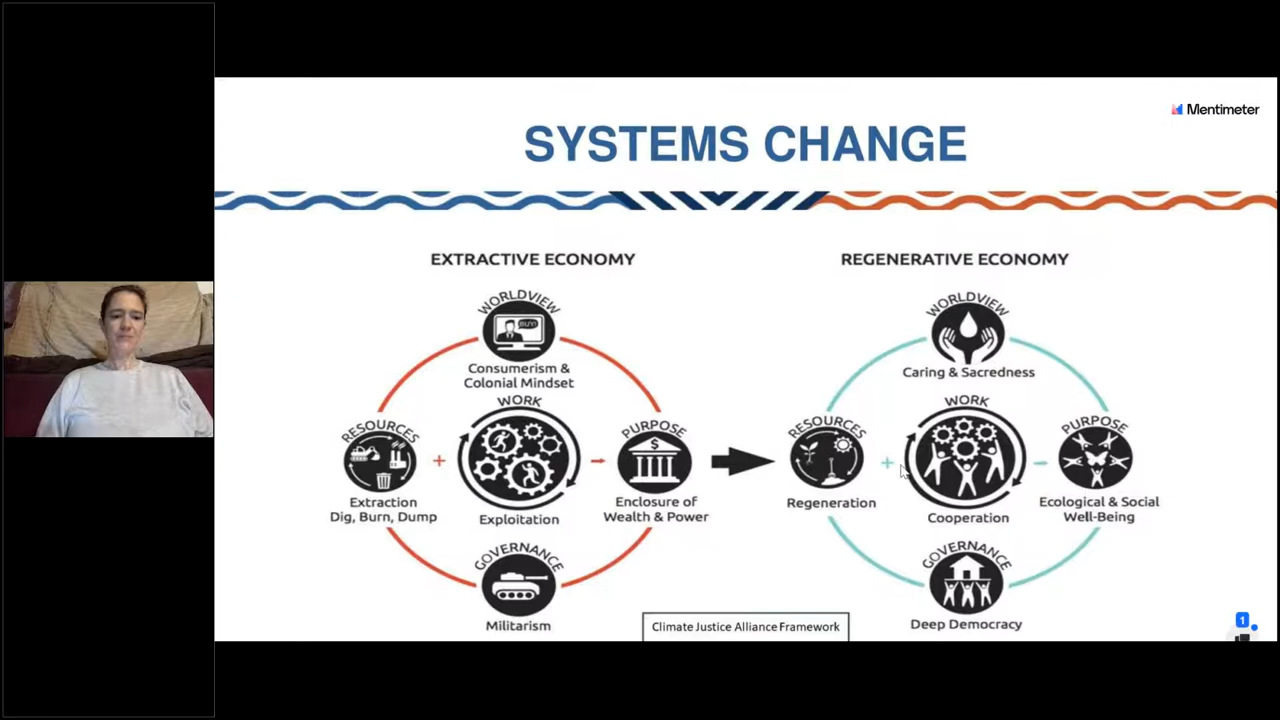 Mentimeter
SYSTEMS CHANGE
EXTRACTIVE ECONOMY
WORLDVIEW
BUY!
Consumerism &
Colonial Mindset
RESOURCES
Extraction
Dig, Burn, Dump
WORK
Exploitation
PURPOSE
$
Enclosure of
Wealth & Power
GOVERNANCE
Militarism
REGENERATIVE ECONOMY
WORLDVIEW
Caring & Sacredness
RESOURCES
Regeneration
WORK
Cooperation
PURPOSE
Ecological & Social
Well-Being
GOVERNANCE
Deep Democracy
Climate Justice Alliance Framework
1